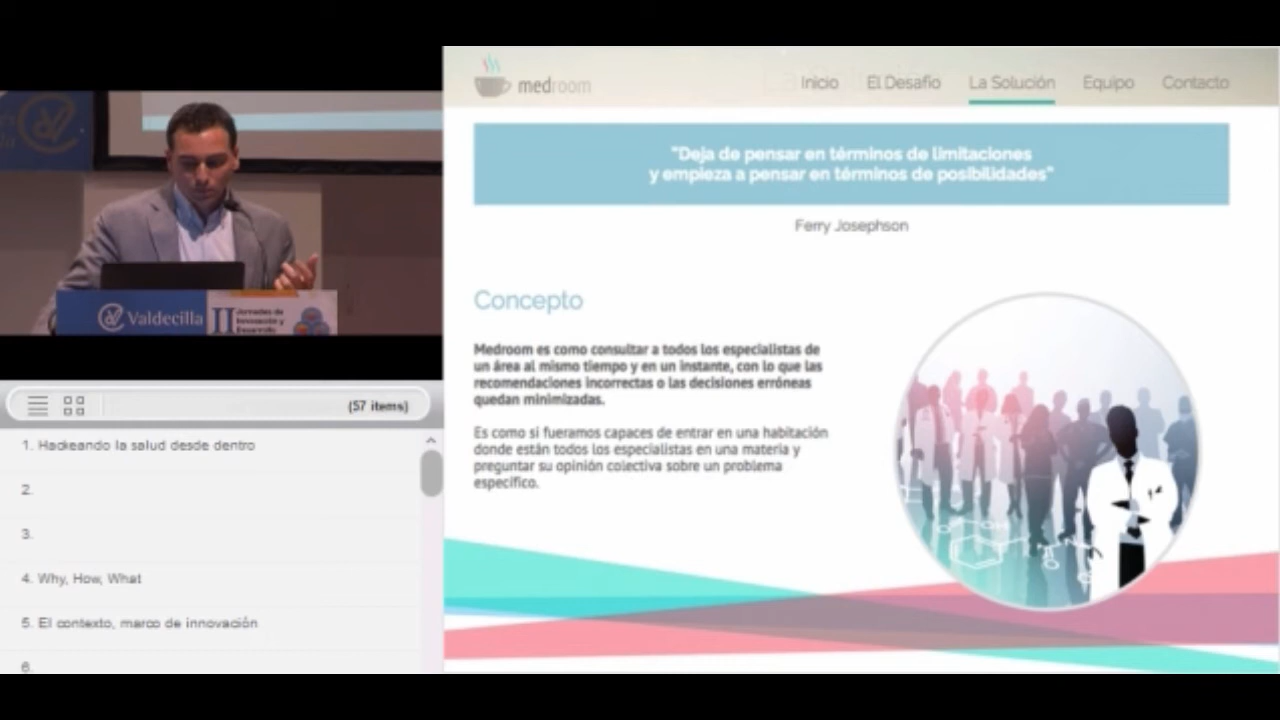 medroom
Inicio El Desafío La Solución Equipo Contacto
"Deja de pensar en términos de limitaciones
y empieza a pensar en términos de posibilidades"
Ferry Josephson
Concepto
Medroom es como consultar a todos los especialistas de
un área al mismo tiempo y en un instante, con lo que las
recomendaciones incorrectas o las decisiones erróneas
quedan minimizadas.
Es como si fueramos capaces de entrar en una habitación
donde están todos los especialistas en una materia y
preguntar su opinión colectiva sobre un problema
específico.
Valdecilla
II Jornadas de
Innovación y
Desarrollo
(57 items)
1. Hackeando la salud desde dentro
2.
3.
4. Why, How, What
5. El contexto, marco de innovación
6.